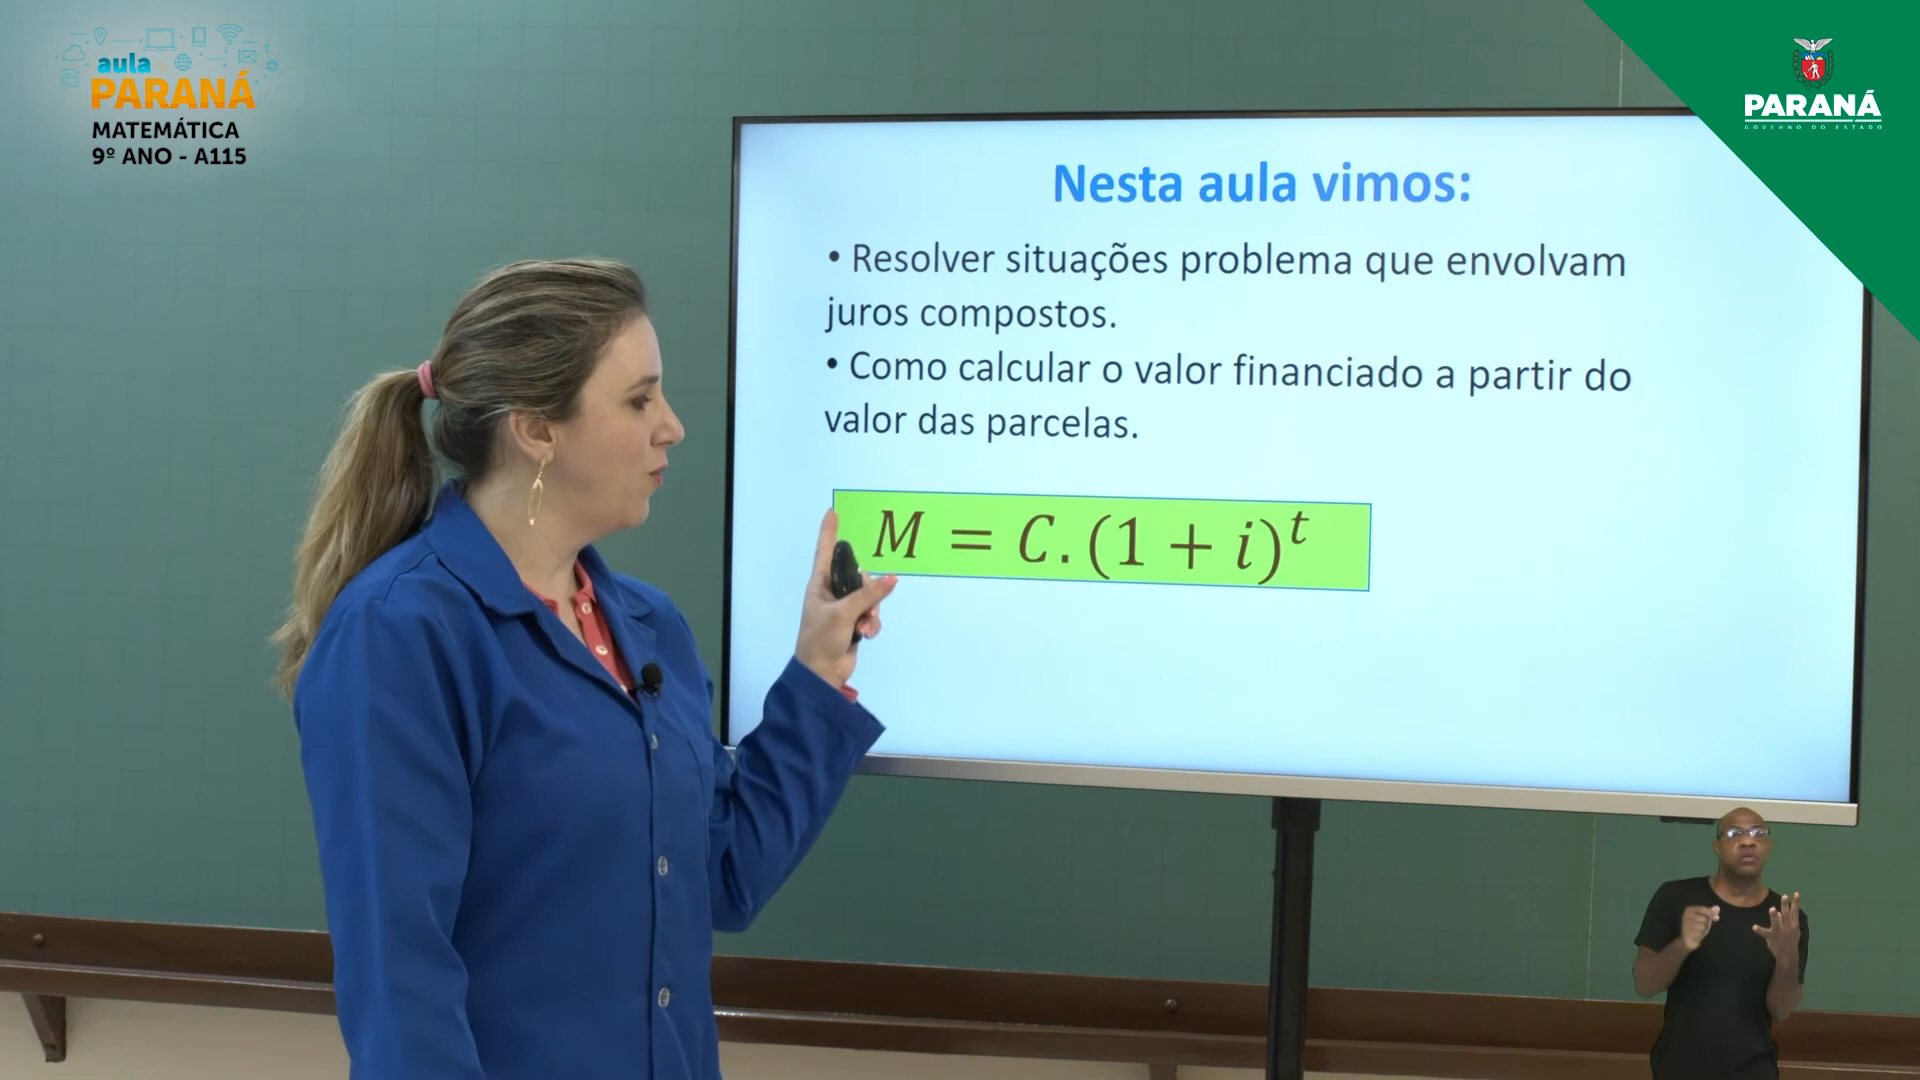 aula
PARANÁ
MATEMÁTICA
9º ANO - A115
PARANÁ
GOVERNO DO ESTADO
Nesta aula vimos:
• Resolver situações problema que envolvam
juros compostos.
• Como calcular o valor financiado a partir do
valor das parcelas.
M = C.(1 + i)^t